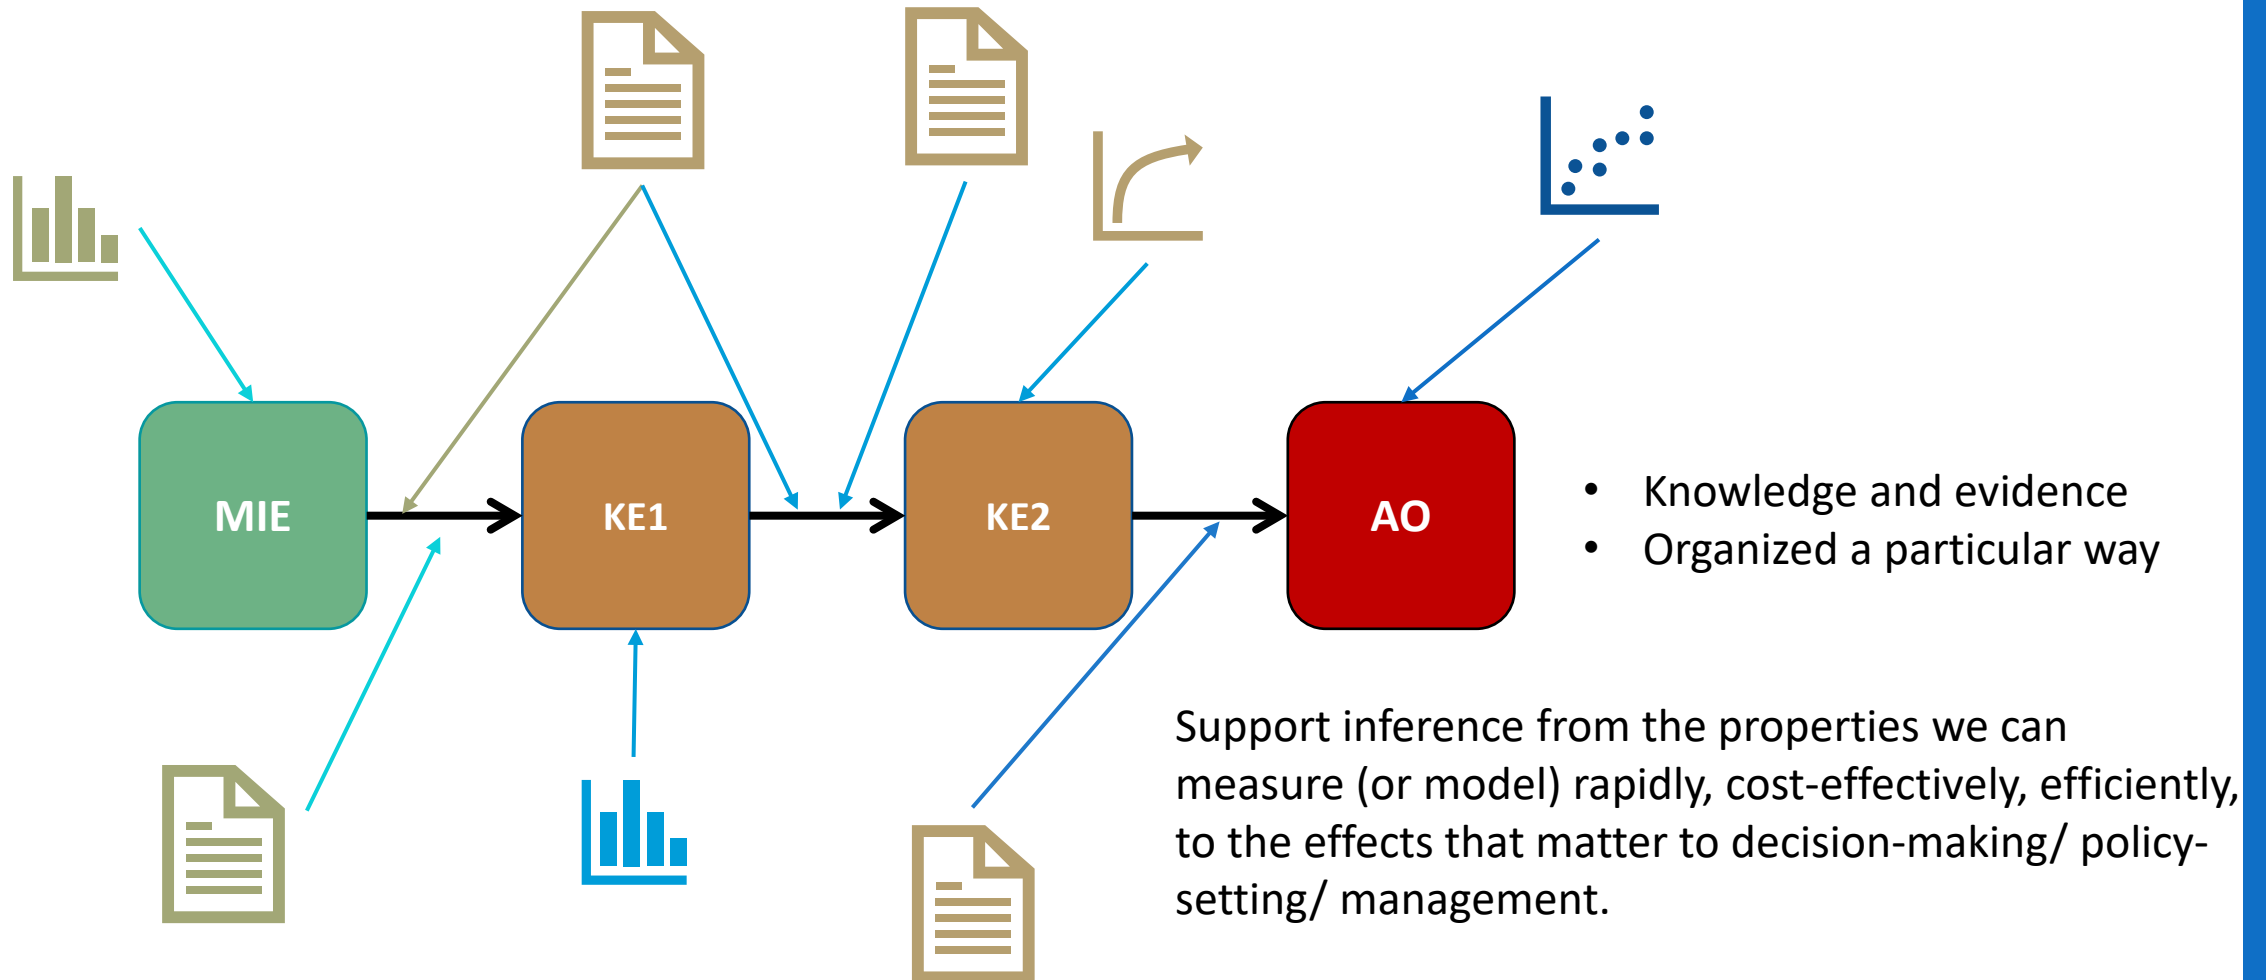 MIE
KE1
KE2
AO
• Knowledge and evidence
• Organized a particular way
Support inference from the properties we can
measure (or model) rapidly, cost-effectively, efficiently,
to the effects that matter to decision-making/ policy-
setting/ management.